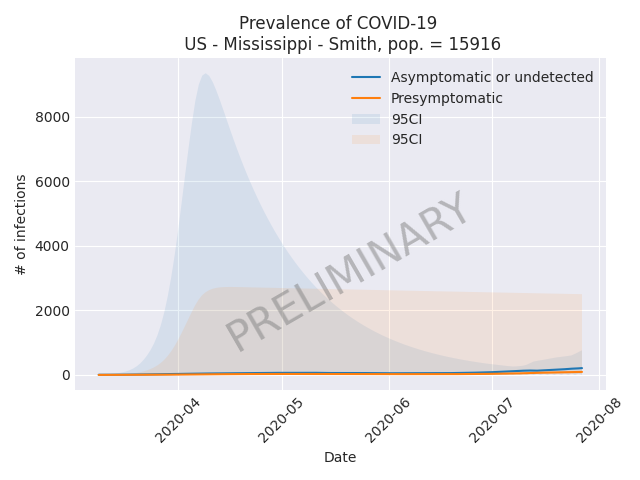 Prevalence of COVID-19
US - Mississippi - Smith, pop. = 15916
Asymptomatic or undetected
Presymptomatic
95CI
95CI
8000
6000
4000
2000
0
# of infections
PRELIMINARY
2020-04
2020-05
2020-06
2020-07
2020-08
Date